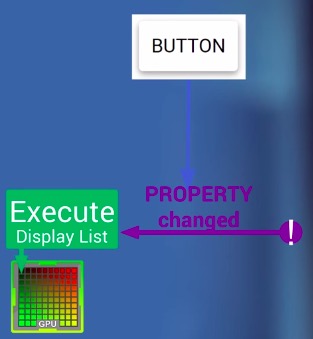 BUTTON
PROPERTY
changed
!
Execute
Display List
GPU